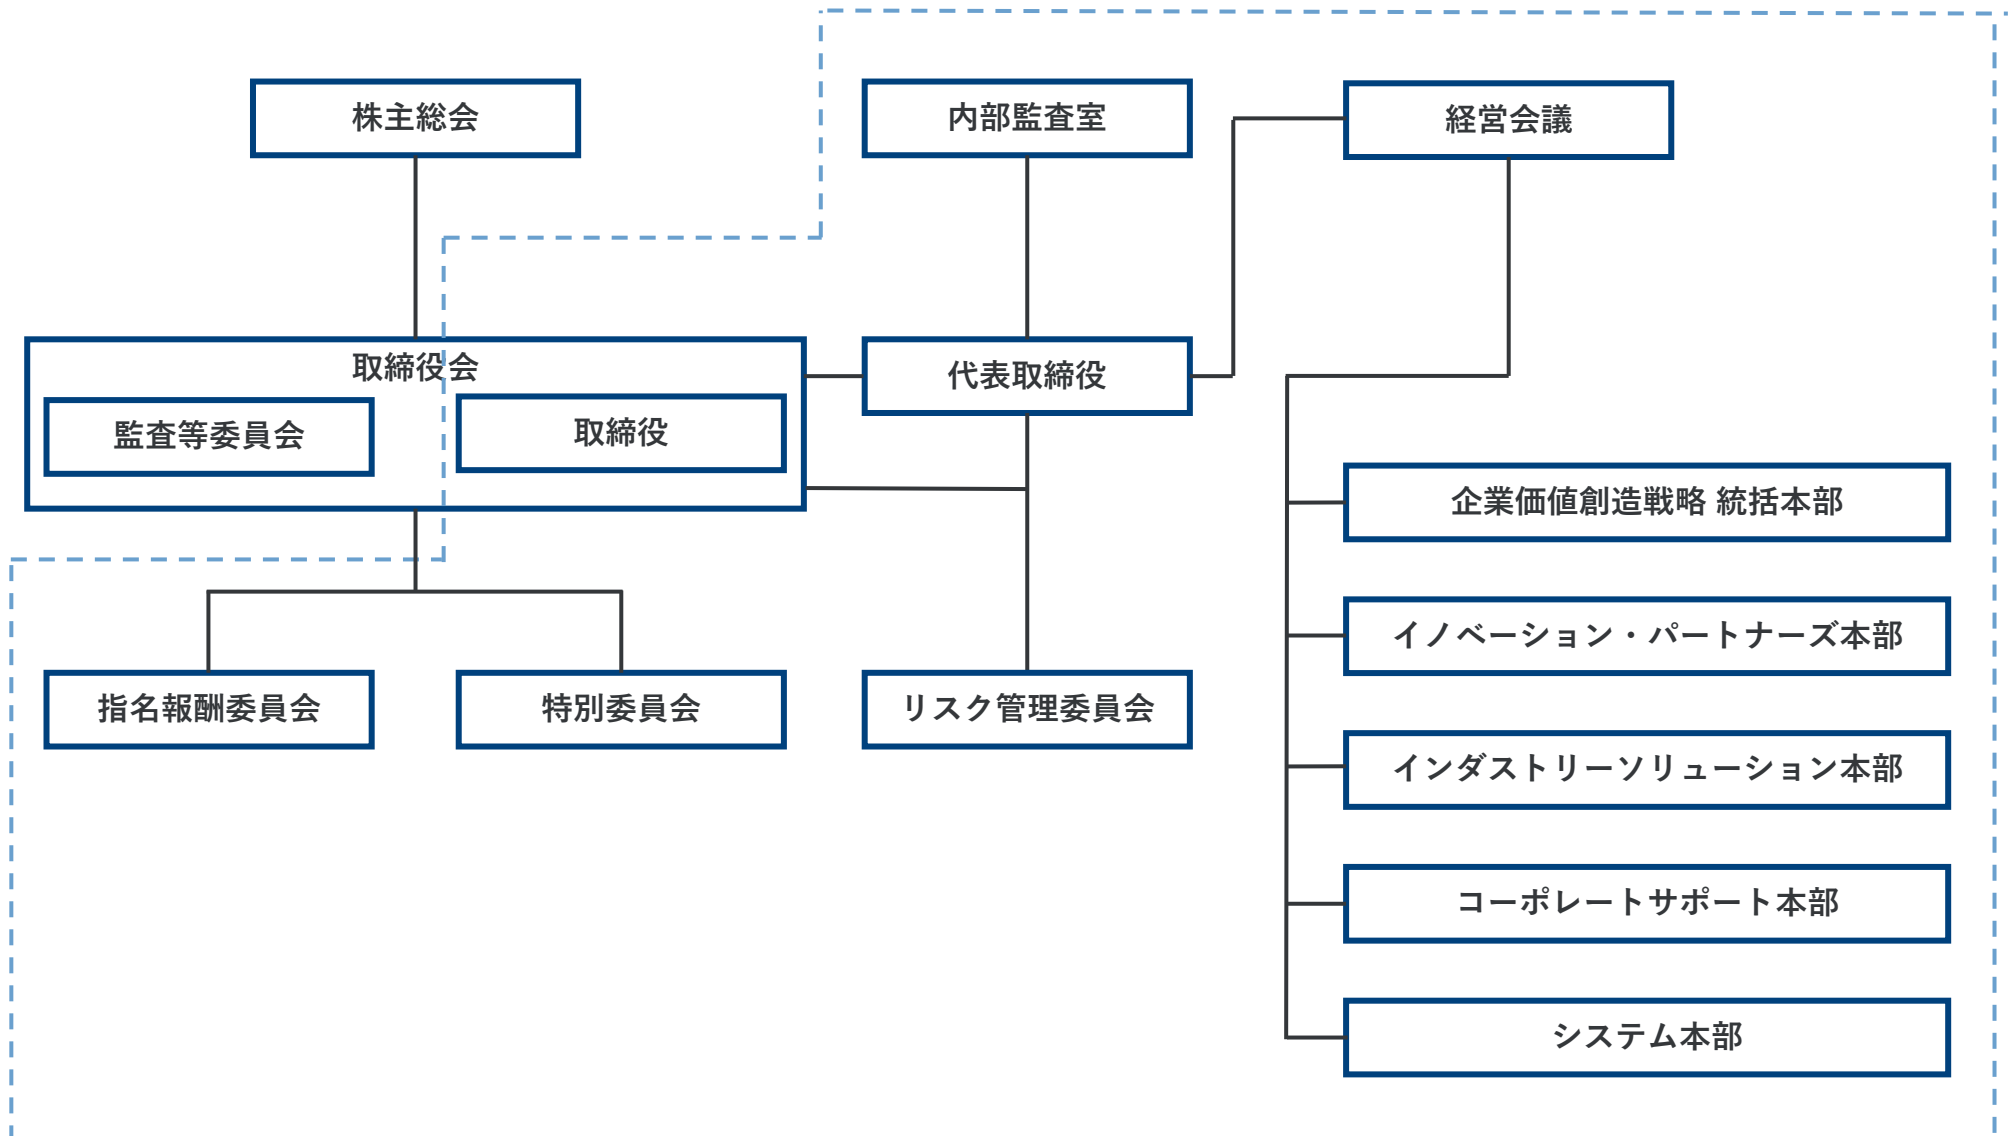 株主総会
内部監査室
経営会議
取締役会
監査等委員会
取締役
代表取締役
企業価値創造戦略 統括本部
イノベーション・パートナーズ本部
指名報酬委員会
特別委員会
リスク管理委員会
インダストリーソリューション本部
コーポレートサポート本部
システム本部